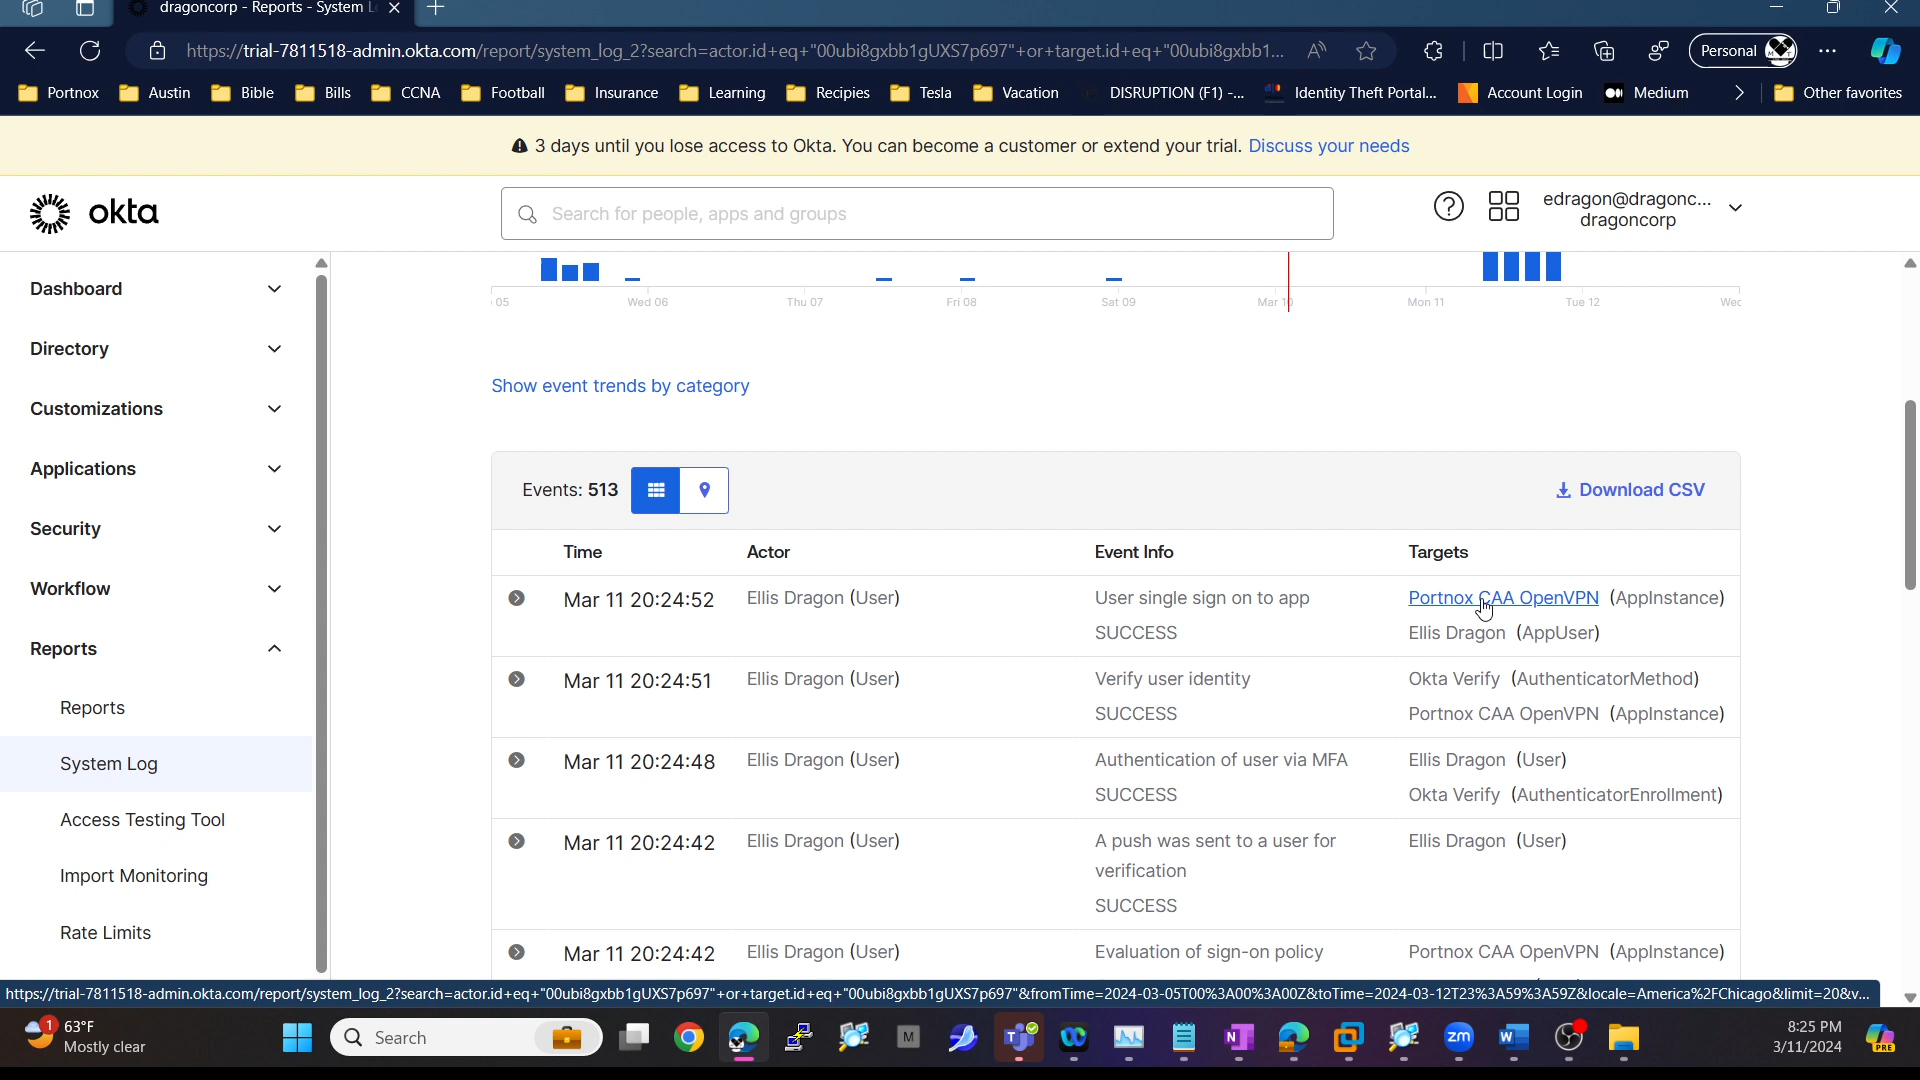 dragoncorp - Reports - System L
https://trial-7811518-admin.okta.com/report/system_log_2?search=actor.id+eq+"00ubi8gxbb1gUXS7p697"+or+target.id+eq+"00ubi8gxbb1...
Personal
Portnox Austin Bible Bills CCNA Football Insurance Learning Recipies Tesla Vacation DISRUPTION (F1) -... Identity Theft Portal... Account Login Medium Other favorites
3 days until you lose access to Okta. You can become a customer or extend your trial. Discuss your needs
okta
Search for people, apps and groups
edragon@dragonc...
dragoncorp
Dashboard
Directory
Customizations
Applications
Security
Workflow
Reports
Reports
System Log
Access Testing Tool
Import Monitoring
Rate Limits
05 Wed 06 Thu 07 Fri 08 Sat 09 Mar 10 Mon 11 Tue 12 Wed
Show event trends by category
Events: 513
Download CSV
Time Actor Event Info Targets
Mar 11 20:24:52 Ellis Dragon (User) User single sign on to app Portnox CAA OpenVPN (AppInstance)
SUCCESS Ellis Dragon (AppUser)
Mar 11 20:24:51 Ellis Dragon (User) Verify user identity Okta Verify (AuthenticatorMethod)
SUCCESS Portnox CAA OpenVPN (AppInstance)
Mar 11 20:24:48 Ellis Dragon (User) Authentication of user via MFA Ellis Dragon (User)
SUCCESS Okta Verify (AuthenticatorEnrollment)
Mar 11 20:24:42 Ellis Dragon (User) A push was sent to a user for Ellis Dragon (User)
verification
SUCCESS
Mar 11 20:24:42 Ellis Dragon (User) Evaluation of sign-on policy Portnox CAA OpenVPN (AppInstance)
https://trial-7811518-admin.okta.com/report/system_log_2?search=actor.id+eq+"00ubi8gxbb1gUXS7p697"+or+target.id+eq+"00ubi8gxbb1gUXS7p697"&fromTime=2024-03-05T00%3A00%3A00Z&toTime=2024-03-12T23%3A59%3A59Z&locale=America%2FChicago&limit=20&v...
1 63°F
Mostly clear
Search
8:25 PM
3/11/2024